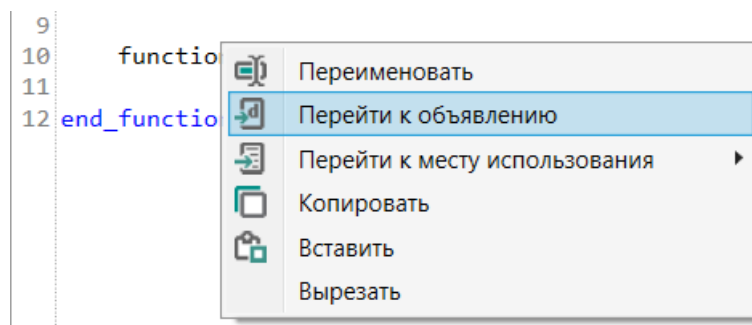 9
10 functio
11
12 end_functio
Переименовать
Перейти к объявлению
Перейти к месту использования
Копировать
Вставить
Вырезать